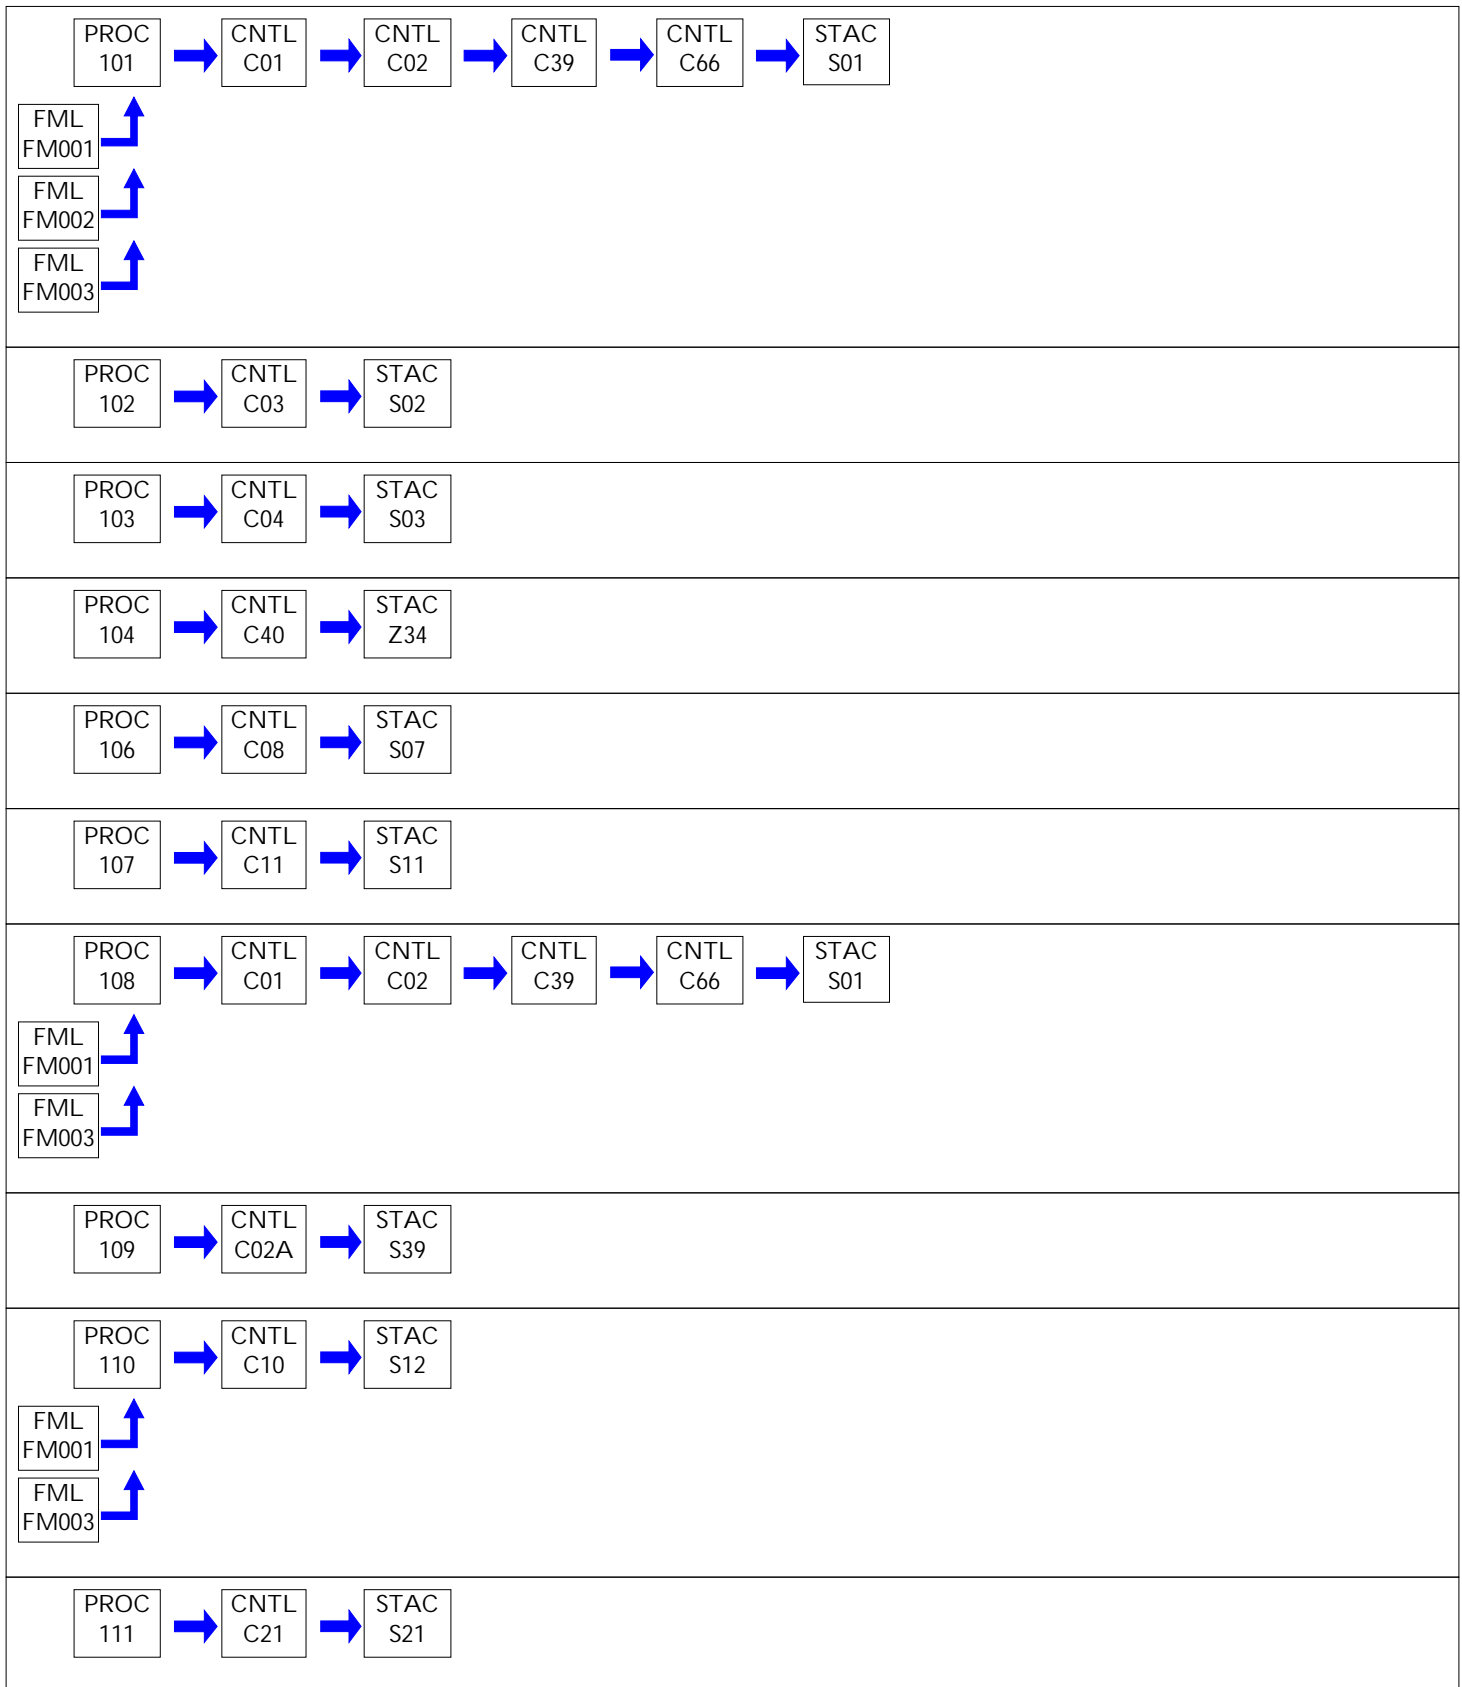 PROC CNTL CNTL CNTL CNTL STAC
101 C01 C02 C39 C66 S01
FML
FM001
FML
FM002
FML
FM003
PROC CNTL STAC
102 C03 S02
PROC CNTL STAC
103 C04 S03
PROC CNTL STAC
104 C40 Z34
PROC CNTL STAC
106 C08 S07
PROC CNTL STAC
107 C11 S11
PROC CNTL CNTL CNTL CNTL STAC
108 C01 C02 C39 C66 S01
FML
FM001
FML
FM003
PROC CNTL STAC
109 C02A S39
PROC CNTL STAC
110 C10 S12
FML
FM001
FML
FM003
PROC CNTL STAC
111 C21 S21